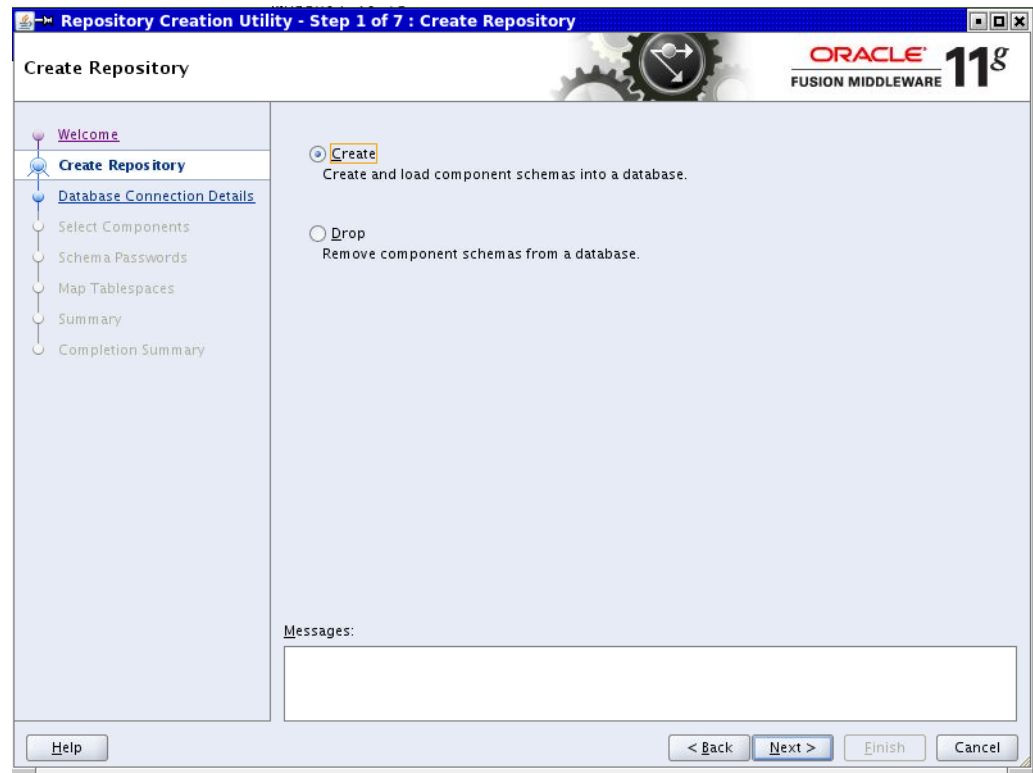 Repository Creation Utility - Step 1 of 7 : Create Repository
Create Repository
ORACLE
FUSION MIDDLEWARE
11g
Welcome
Create Repository
Database Connection Details
Select Components
Schema Passwords
Map Tablespaces
Summary
Completion Summary
Create
Create and load component schemas into a database.
Drop
Remove component schemas from a database.
Messages:
Help
< Back
Next >
Finish
Cancel